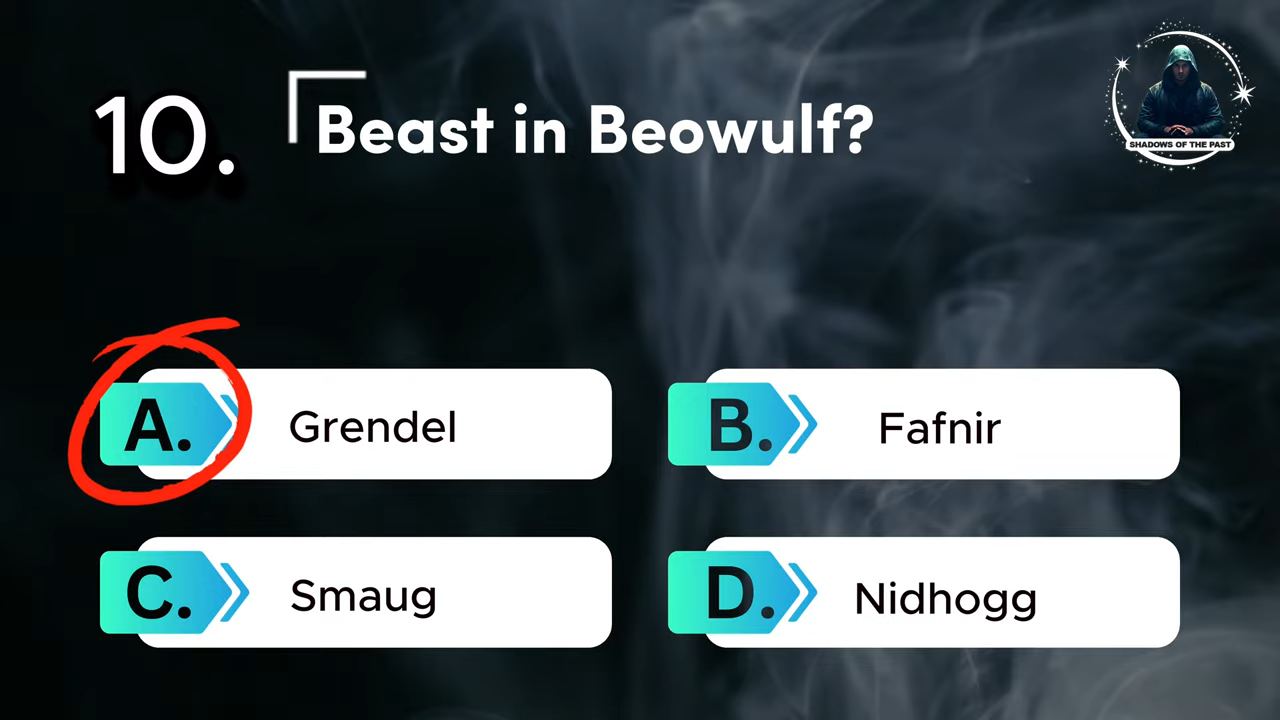 10. Beast in Beowulf?
SHADOWS OF THE PAST
A. Grendel
B. Fafnir
C. Smaug
D. Nidhogg